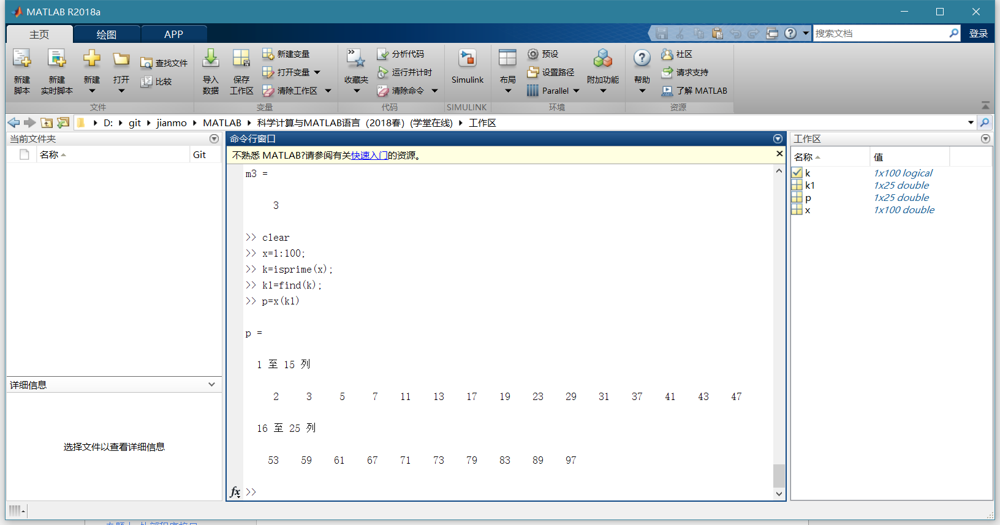 MATLAB R2018a
主页 绘图 APP
搜索文档 登录
新建脚本 新建实时脚本 新建 打开 查找文件 比较
文件
导入数据 保存工作区 新建变量 打开变量 清除工作区
变量
收藏夹 分析代码 运行并计时 清除命令
代码
Simulink
SIMULINK
布局 预设 设置路径 Parallel 附加功能
环境
帮助 社区 请求支持 了解 MATLAB
资源
D: git jianmo MATLAB 科学计算与MATLAB语言（2018春）(学堂在线) 工作区
当前文件夹
名称 Git
详细信息
选择文件以查看详细信息
命令行窗口
不熟悉 MATLAB?请参阅有关快速入门的资源。
m3 =
3
>> clear
>> x=1:100;
>> k=isprime(x);
>> k1=find(k);
>> p=x(k1)
p =
1 至 15 列
2 3 5 7 11 13 17 19 23 29 31 37 41 43 47
16 至 25 列
53 59 61 67 71 73 79 83 89 97
fx >>
工作区
名称 值
k 1x100 logical
k1 1x25 double
p 1x25 double
x 1x100 double